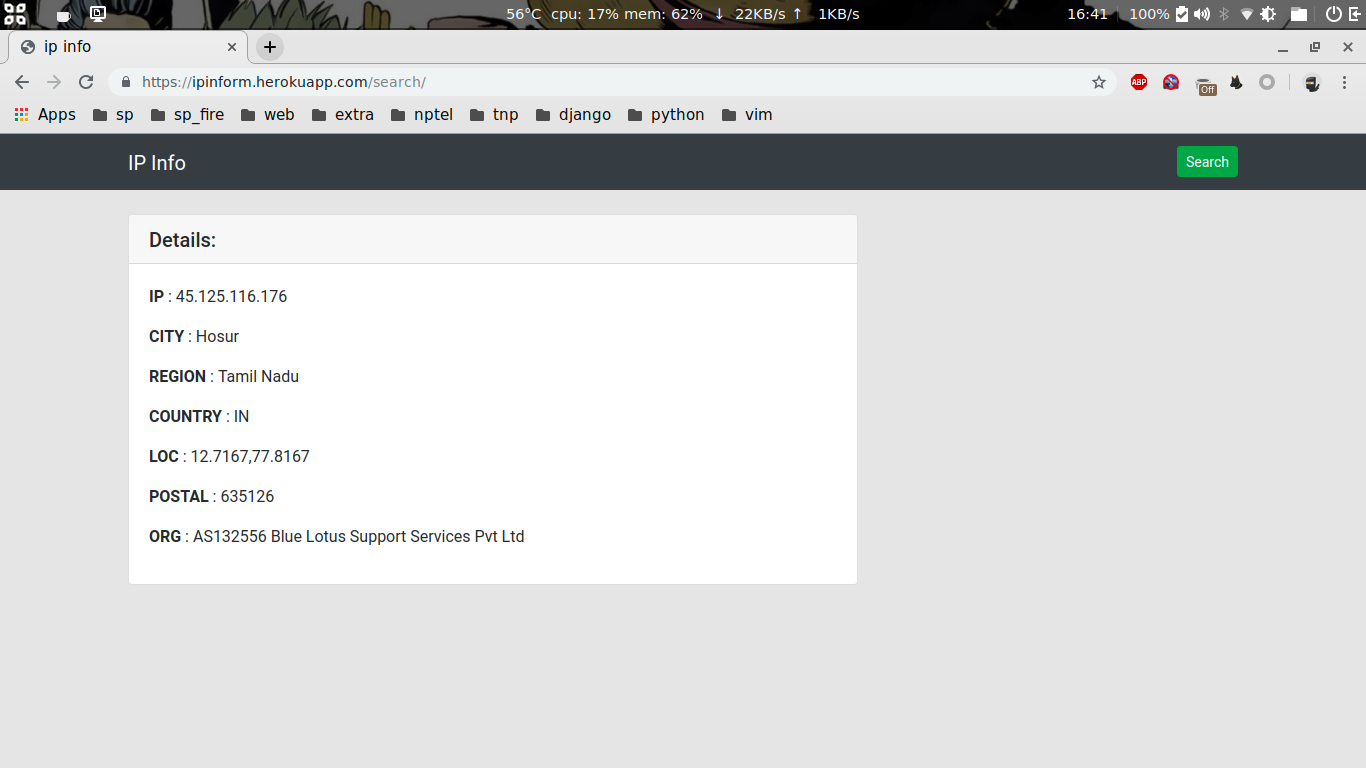 56°C cpu: 17% mem: 62% ↓ 22KB/s ↑ 1KB/s 16:41 100%
ip info
https://ipinform.herokuapp.com/search/ ABP Off
Apps sp sp_fire web extra nptel tnp django python vim
IP Info Search
Details:
IP : 45.125.116.176
CITY : Hosur
REGION : Tamil Nadu
COUNTRY : IN
LOC : 12.7167,77.8167
POSTAL : 635126
ORG : AS132556 Blue Lotus Support Services Pvt Ltd